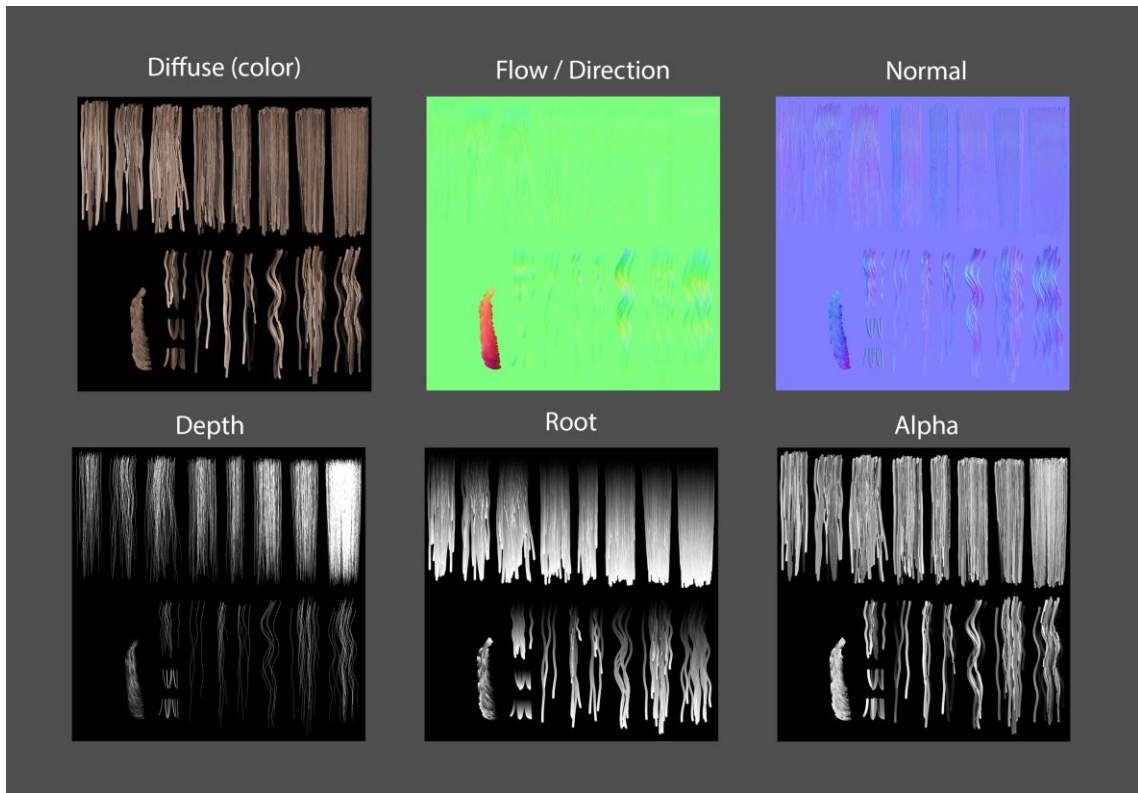 Diffuse (color)
Flow / Direction
Normal
Depth
Root
Alpha